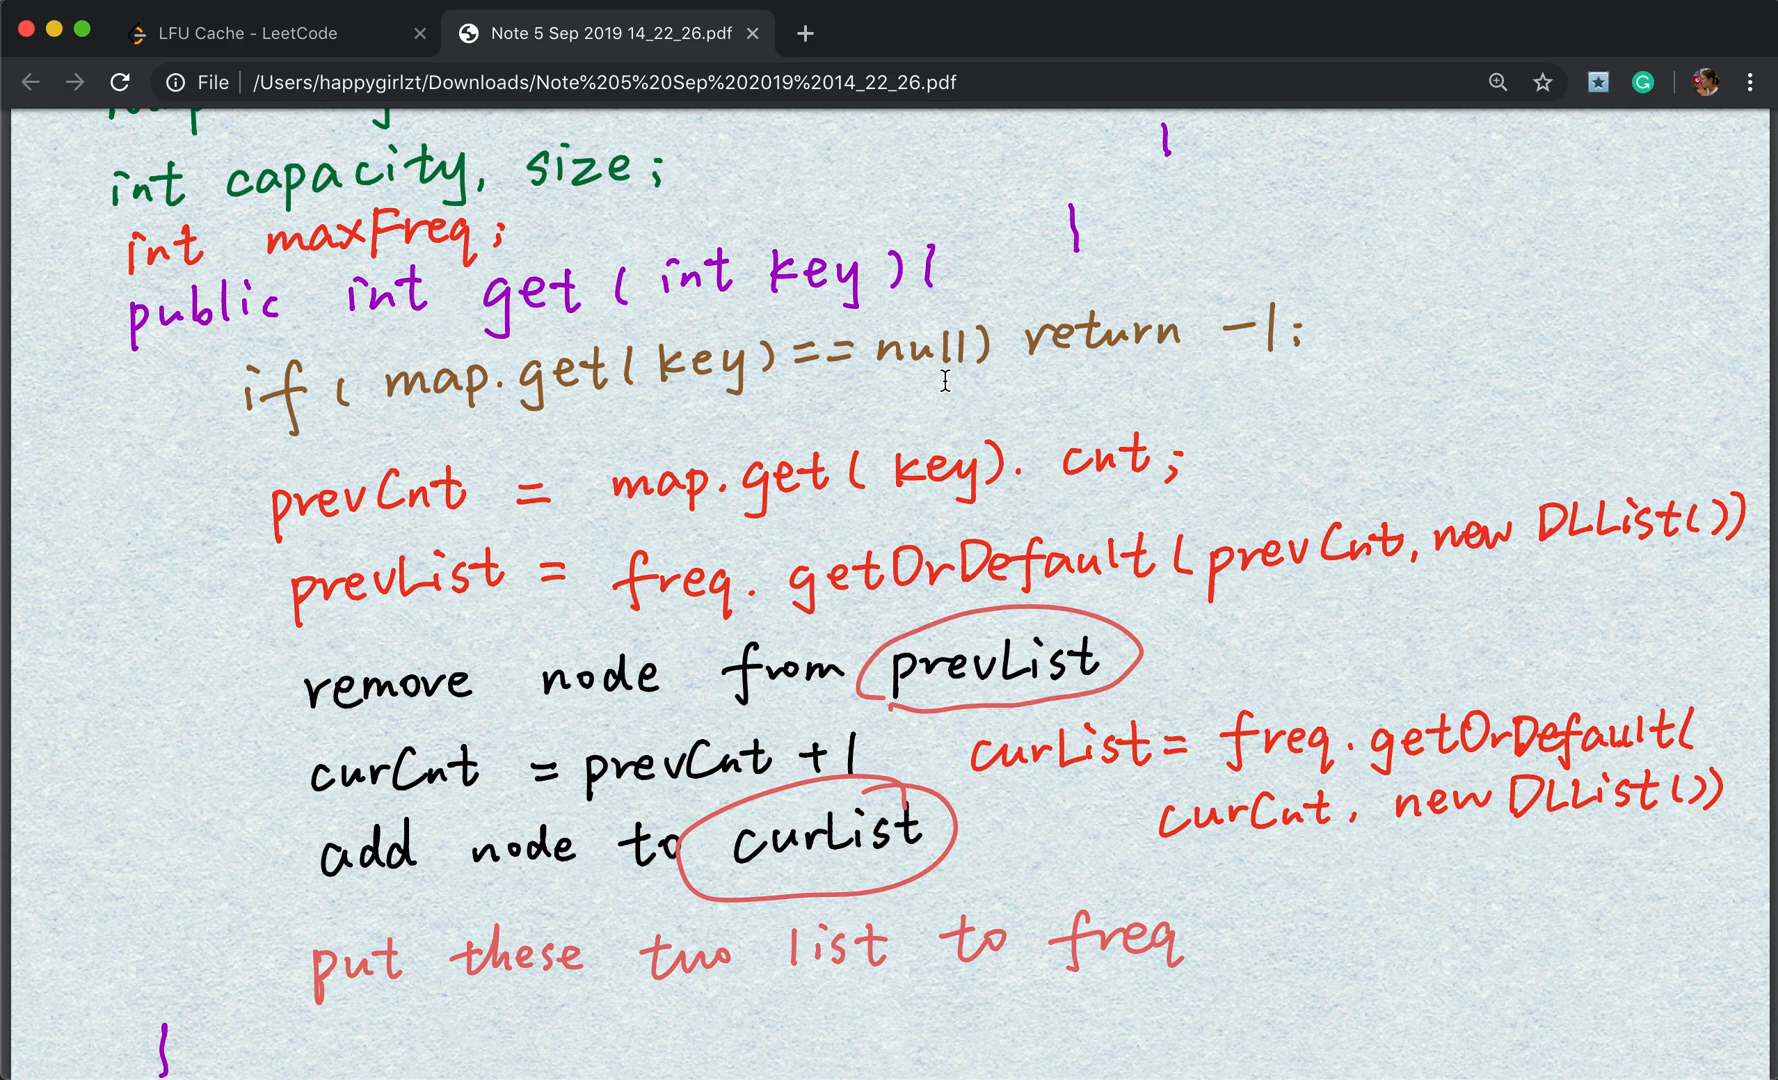 LFU Cache - LeetCode
Note 5 Sep 2019 14_22_26.pdf
File
/Users/happygirlzt/Downloads/Note%205%20Sep%202019%2014_22_26.pdf
int capacity, size;
int maxFreq;
}
}
public int get(int key){
if(map.get(key)==null) return -1;
prevCnt = map.get(key).cnt;
prevList = freq.getOrDefault(prevCnt, new DLList())
remove node from prevList
curCnt = prevCnt +1
curList= freq.getOrDefault(
curCnt, new DLList())
add node to curList
put these two list to freq
}